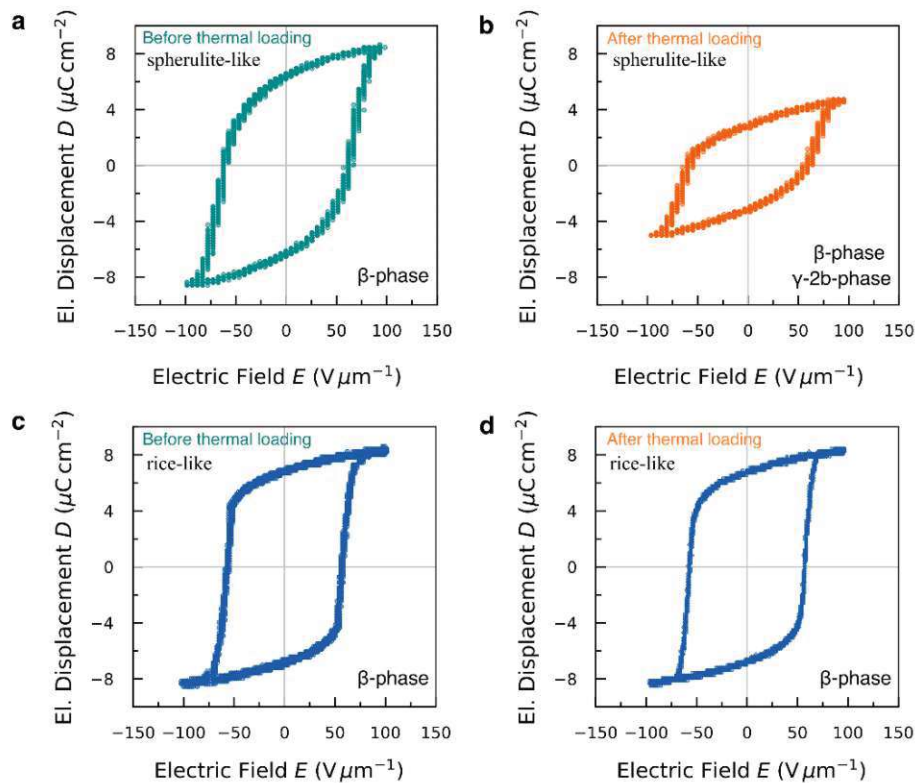 a
El. Displacement D (μC cm⁻²)
8
4
0
−4
−8
Before thermal loading
spherulite-like
β-phase
−150 −100 −50 0 50 100 150
Electric Field E (V μm⁻¹)
b
El. Displacement D (μC cm⁻²)
8
4
0
−4
−8
After thermal loading
spherulite-like
β-phase
γ-2b-phase
−150 −100 −50 0 50 100 150
Electric Field E (V μm⁻¹)
c
El. Displacement D (μC cm⁻²)
8
4
0
−4
−8
Before thermal loading
rice-like
β-phase
−150 −100 −50 0 50 100 150
Electric Field E (V μm⁻¹)
d
El. Displacement D (μC cm⁻²)
8
4
0
−4
−8
After thermal loading
rice-like
β-phase
−150 −100 −50 0 50 100 150
Electric Field E (V μm⁻¹)